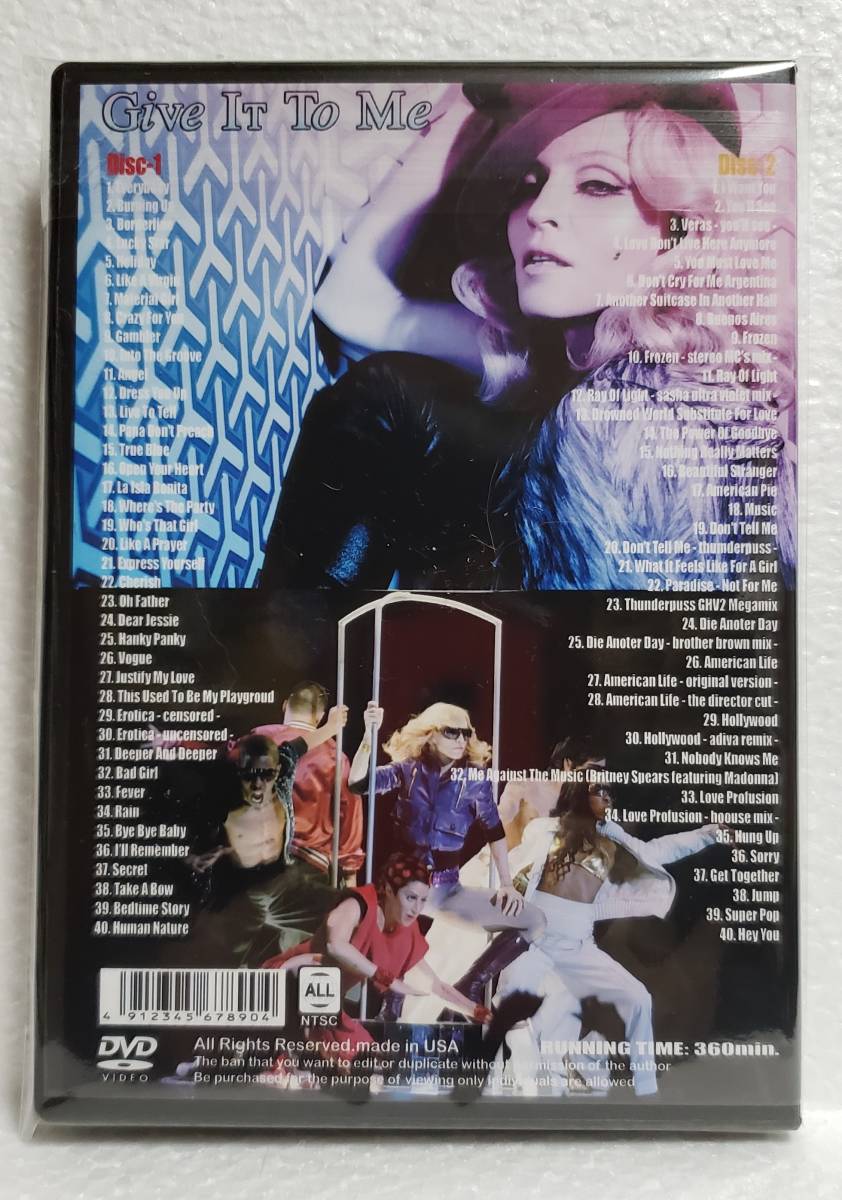 Give It To Me
Disc-1
1. Everybody
2. Burning Up
3. Borderline
4. Lucky Star
5. Holiday
6. Like A Virgin
7. Material Girl
8. Crazy For You
9. Gambler
10. Into The Groove
11. Angel
12. Dress You Up
13. Live To Tell
14. Papa Don't Preach
15. True Blue
16. Open Your Heart
17. La Isla Bonita
18. Where's The Party
19. Who's That Girl
20. Like A Prayer
21. Express Yourself
22. Cherish
23. Oh Father
24. Dear Jessie
25. Hanky Panky
26. Vogue
27. Justify My Love
28. This Used To Be My Playgroud
29. Erotica - censored -
30. Erotica - uncensored -
31. Deeper And Deeper
32. Bad Girl
33. Fever
34. Rain
35. Bye Bye Baby
36. I'll Remember
37. Secret
38. Take A Bow
39. Bedtime Story
40. Human Nature
Disc-2
1. I Want You
2. You'll See
3. Veras - you'll see -
4. Love Don't Live Here Anymore
5. You Must Love Me
6. Don't Cry For Me Argentina
7. Another Suitcase In Another Hall
8. Buenos Aires
9. Frozen
10. Frozen - stereo MC's mix -
11. Ray Of Light
12. Ray Of Light - sasha ultra violet mix -
13. Drowned World Substitute For Love
14. The Power Of Goodbye
15. Nothing Really Matters
16. Beautiful Stranger
17. American Pie
18. Music
19. Don't Tell Me
20. Don't Tell Me - thunderpuss -
21. What It Feels Like For A Girl
22. Paradise - Not For Me
23. Thunderpuss GHV2 Megamix
24. Die Anoter Day
25. Die Anoter Day - brother brown mix -
26. American Life
27. American Life - original version -
28. American Life - the director cut -
29. Hollywood
30. Hollywood - adiva remix -
31. Nobody Knows Me
32. Me Against The Music (Britney Spears featuring Madonna)
33. Love Profusion
34. Love Profusion - hoouse mix -
35. Hung Up
36. Sorry
37. Get Together
38. Jump
39. Super Pop
40. Hey You
4 912345 678904
ALL
NTSC
DVD
VIDEO
All Rights Reserved.made in USA
RUNNING TIME: 360min.
The ban that you want to edit or duplicate without permission of the author
Be purchased for the purpose of viewing only Individuals are allowed